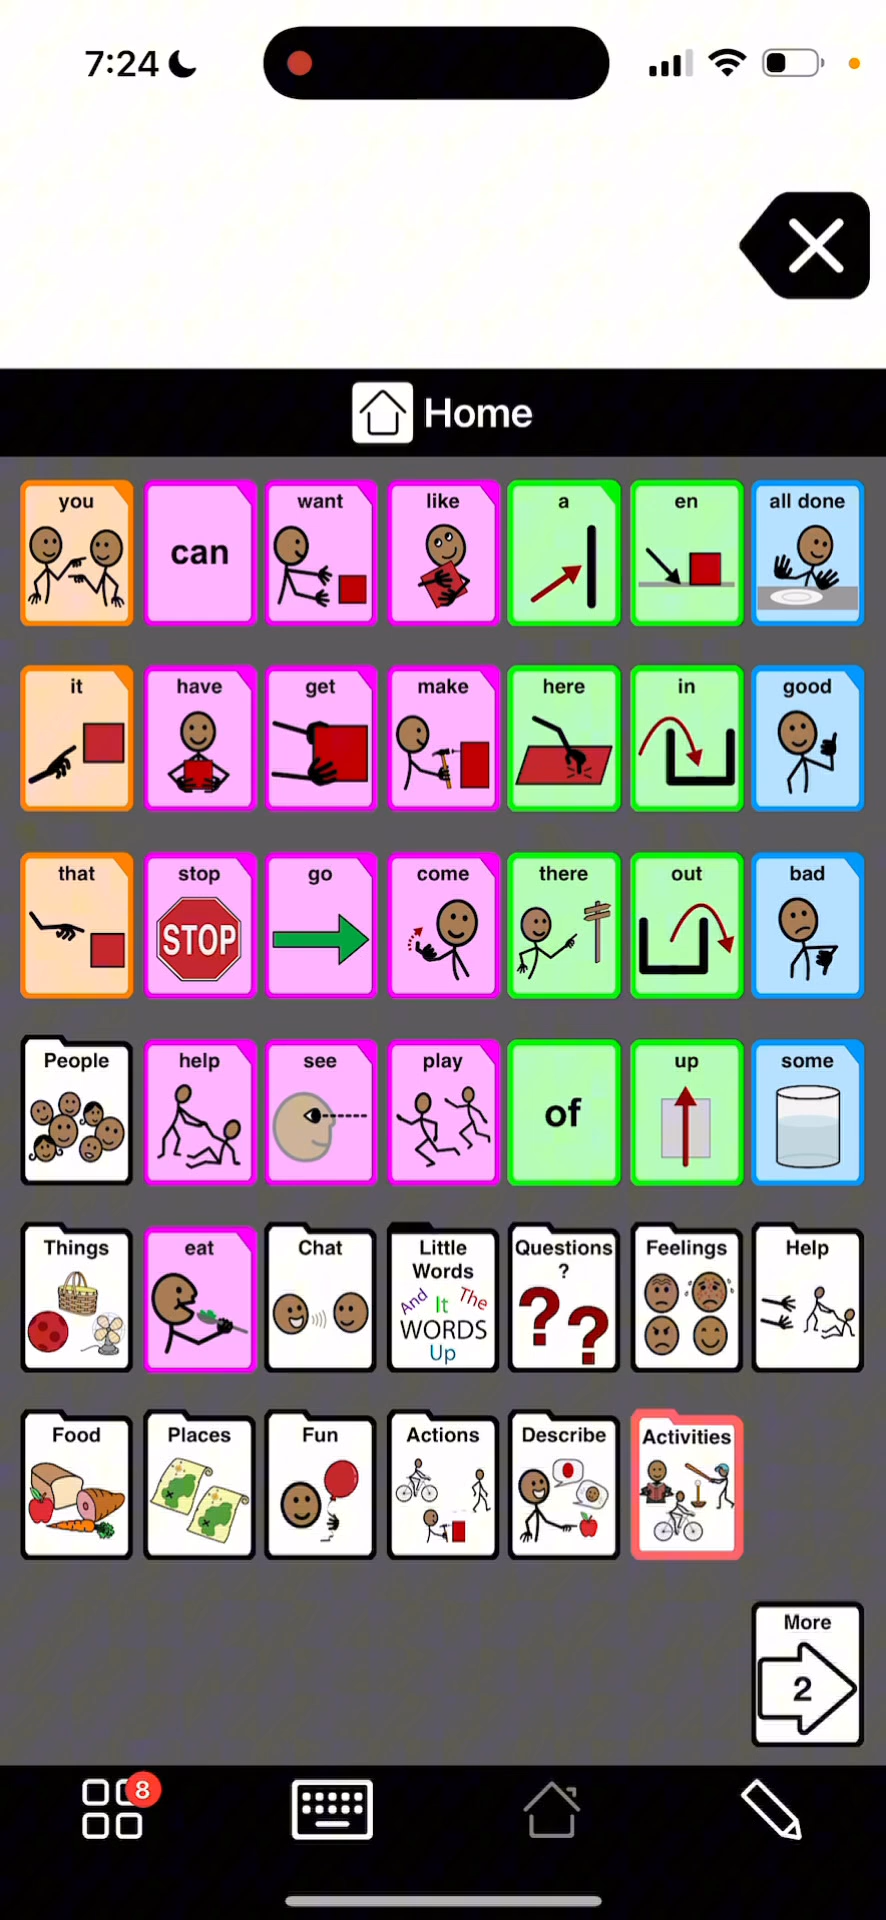 7:24
Home
you
can
want
like
a
en
all done
it
have
get
make
here
in
good
that
stop
STOP
go
come
there
out
bad
People
help
see
play
of
up
some
Things
eat
Chat
Little
Words
And It The
WORDS
Up
Questions
?
? ?
Feelings
Help
Food
Places
Fun
Actions
Describe
Activities
More
2
8